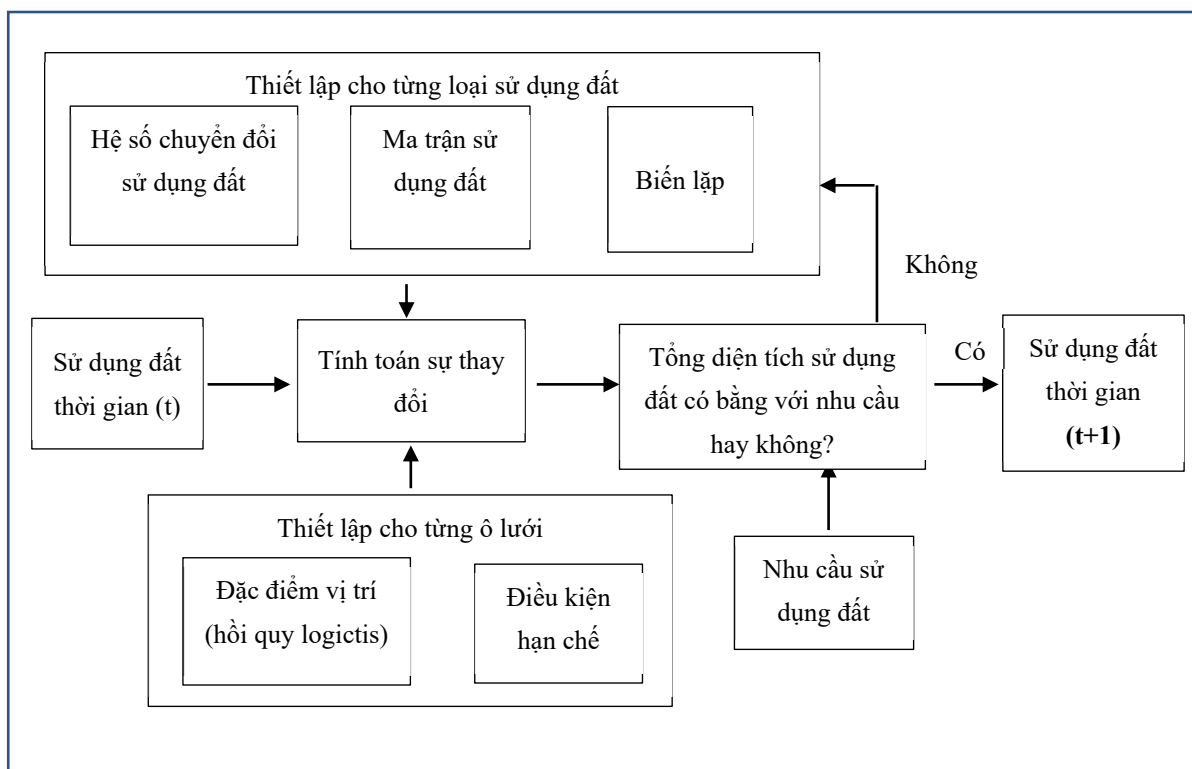 Thiết lập cho từng loại sử dụng đất
Hệ số chuyển đổi
sử dụng đất
Ma trận sử
dụng đất
Biến lặp
Không
Sử dụng đất
thời gian (t)
Tính toán sự thay
đổi
Tổng diện tích sử dụng
đất có bằng với nhu cầu
hay không?
Có
Sử dụng đất
thời gian
(t+1)
Thiết lập cho từng ô lưới
Đặc điểm vị trí
(hồi quy logictis)
Điều kiện
hạn chế
Nhu cầu sử
dụng đất